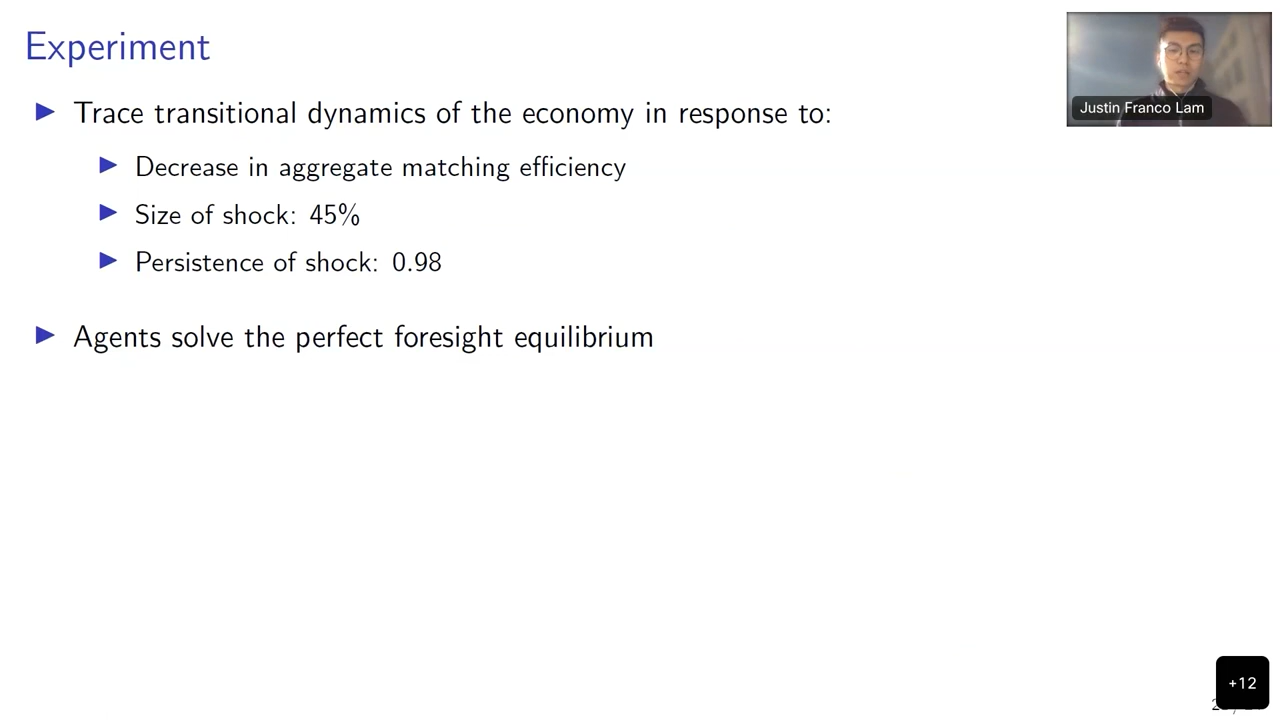 Experiment
Justin Franco Lam
▶ Trace transitional dynamics of the economy in response to:
▶ Decrease in aggregate matching efficiency
▶ Size of shock: 45%
▶ Persistence of shock: 0.98
▶ Agents solve the perfect foresight equilibrium
+12